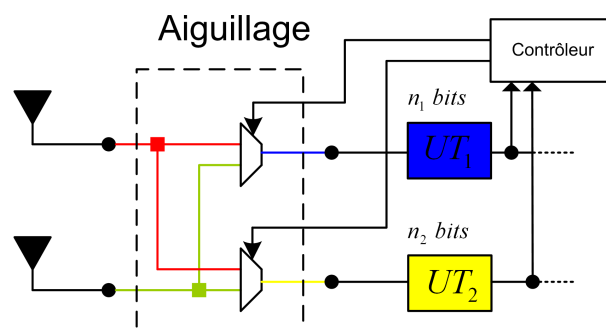 Aiguillage
Contrôleur
n₁ bits
UT₁
n₂ bits
UT₂